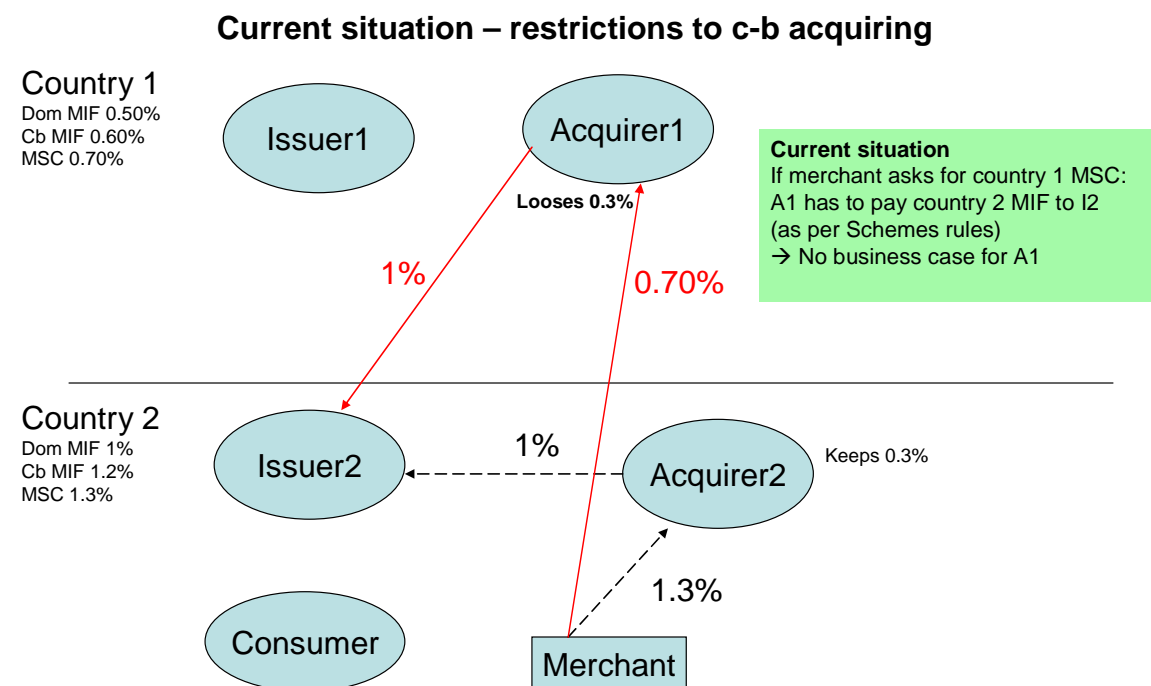 Current situation – restrictions to c-b acquiring
Country 1
Dom MIF 0.50%
Cb MIF 0.60%
MSC 0.70%
Issuer1
Acquirer1
Looses 0.3%
Current situation
If merchant asks for country 1 MSC:
A1 has to pay country 2 MIF to I2
(as per Schemes rules)
→ No business case for A1
1%
0.70%
Country 2
Dom MIF 1%
Cb MIF 1.2%
MSC 1.3%
Issuer2
1%
Acquirer2
Keeps 0.3%
1.3%
Consumer
Merchant